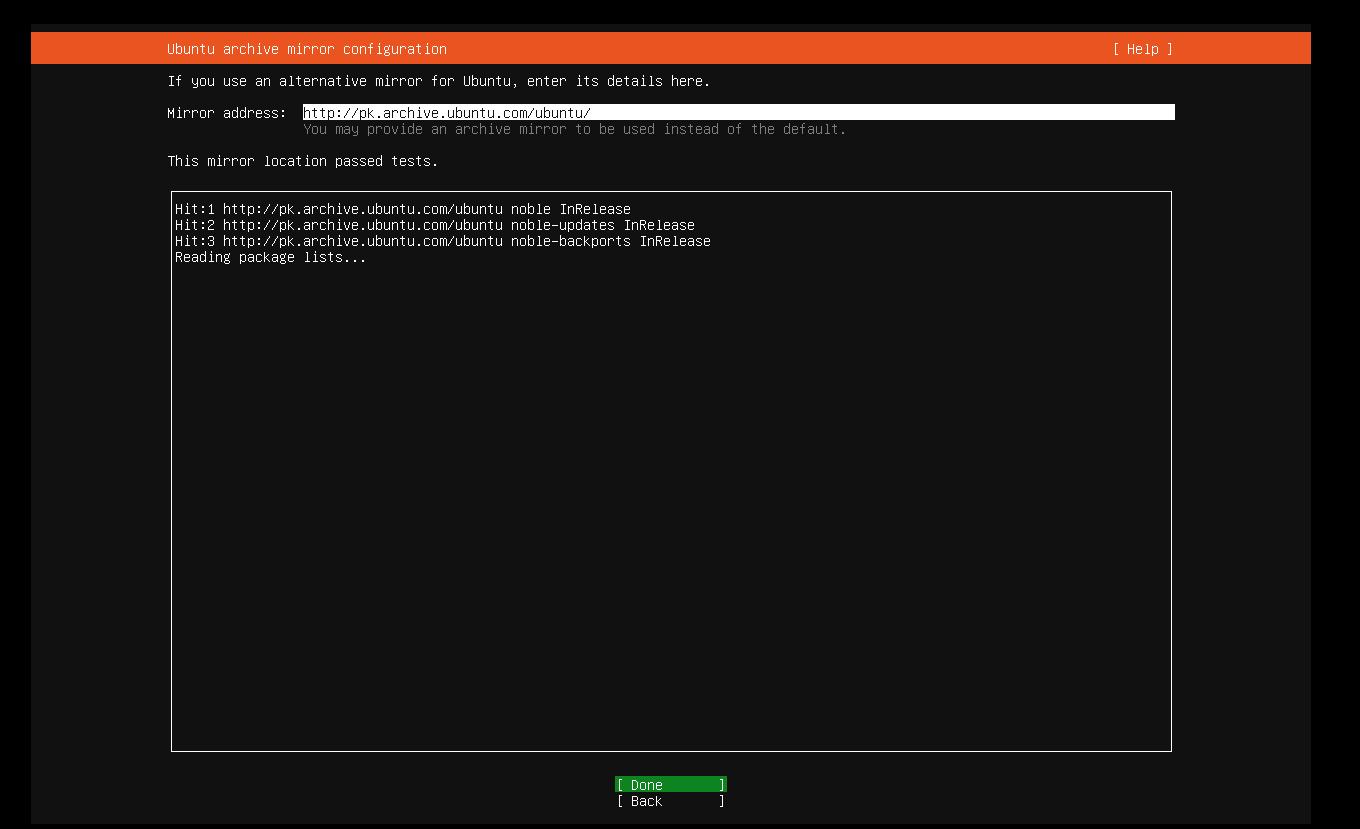 Ubuntu archive mirror configuration [ Help ]
If you use an alternative mirror for Ubuntu, enter its details here.
Mirror address: http://pk.archive.ubuntu.com/ubuntu/
You may provide an archive mirror to be used instead of the default.
This mirror location passed tests.
Hit:1 http://pk.archive.ubuntu.com/ubuntu noble InRelease
Hit:2 http://pk.archive.ubuntu.com/ubuntu noble-updates InRelease
Hit:3 http://pk.archive.ubuntu.com/ubuntu noble-backports InRelease
Reading package lists...
[ Done ]
[ Back ]